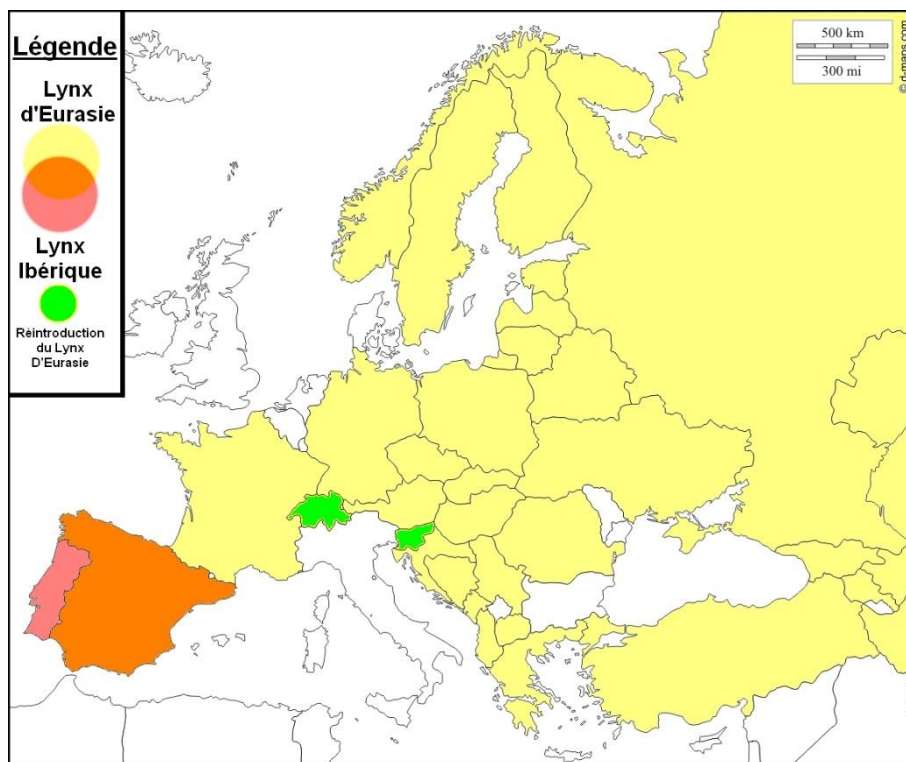 Légende
Lynx
d'Eurasie
Lynx
Ibérique
Réintroduction
du Lynx
D'Eurasie
500 km
300 mi
© d-maps.com